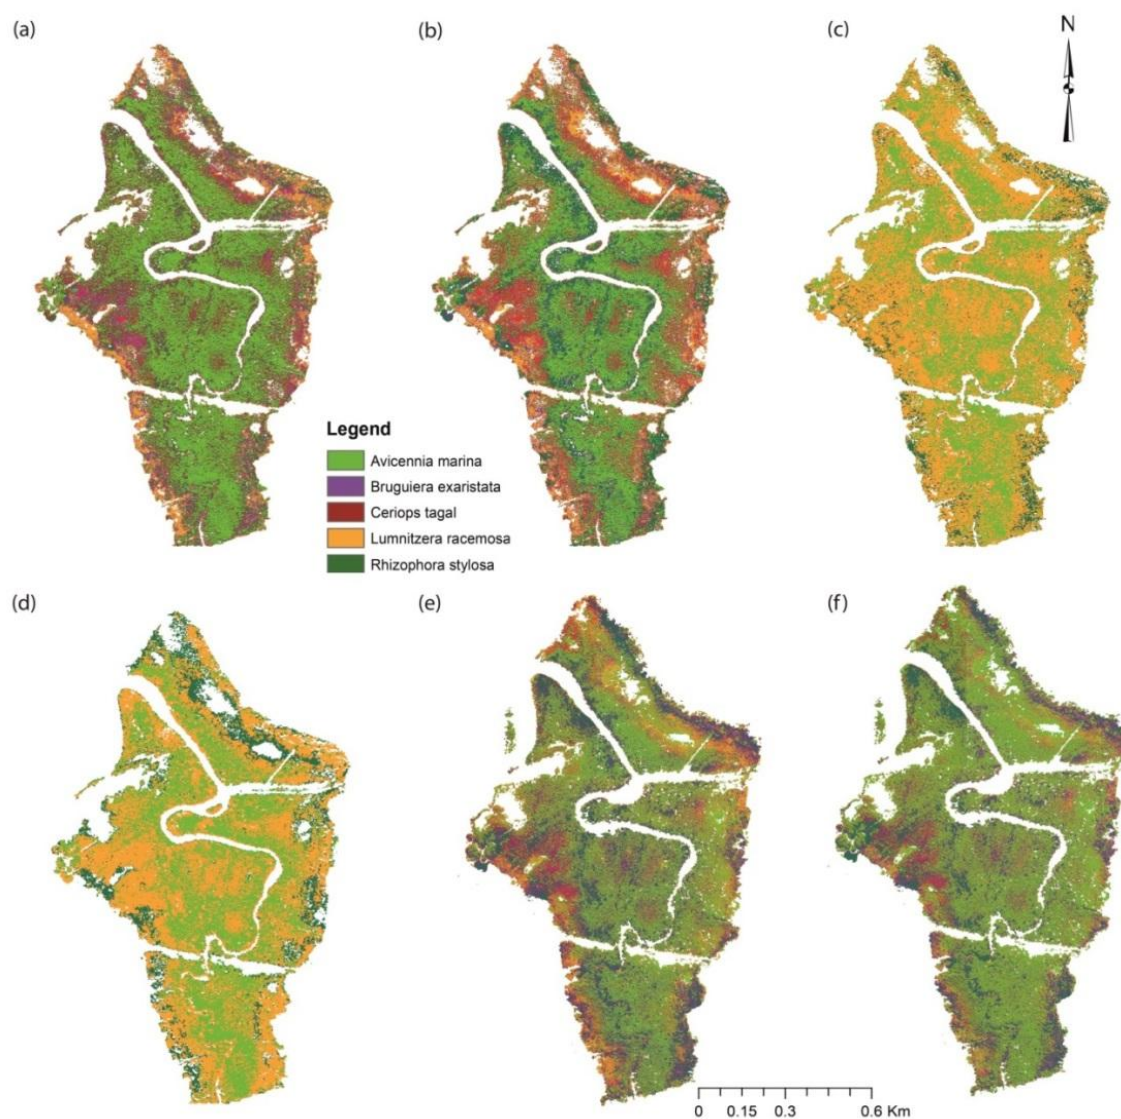 (a)
(b)
(c)
N
Legend
Avicennia marina
Bruguiera exaristata
Ceriops tagal
Lumnitzera racemosa
Rhizophora stylosa
(d)
(e)
(f)
0 0.15 0.3 0.6 Km